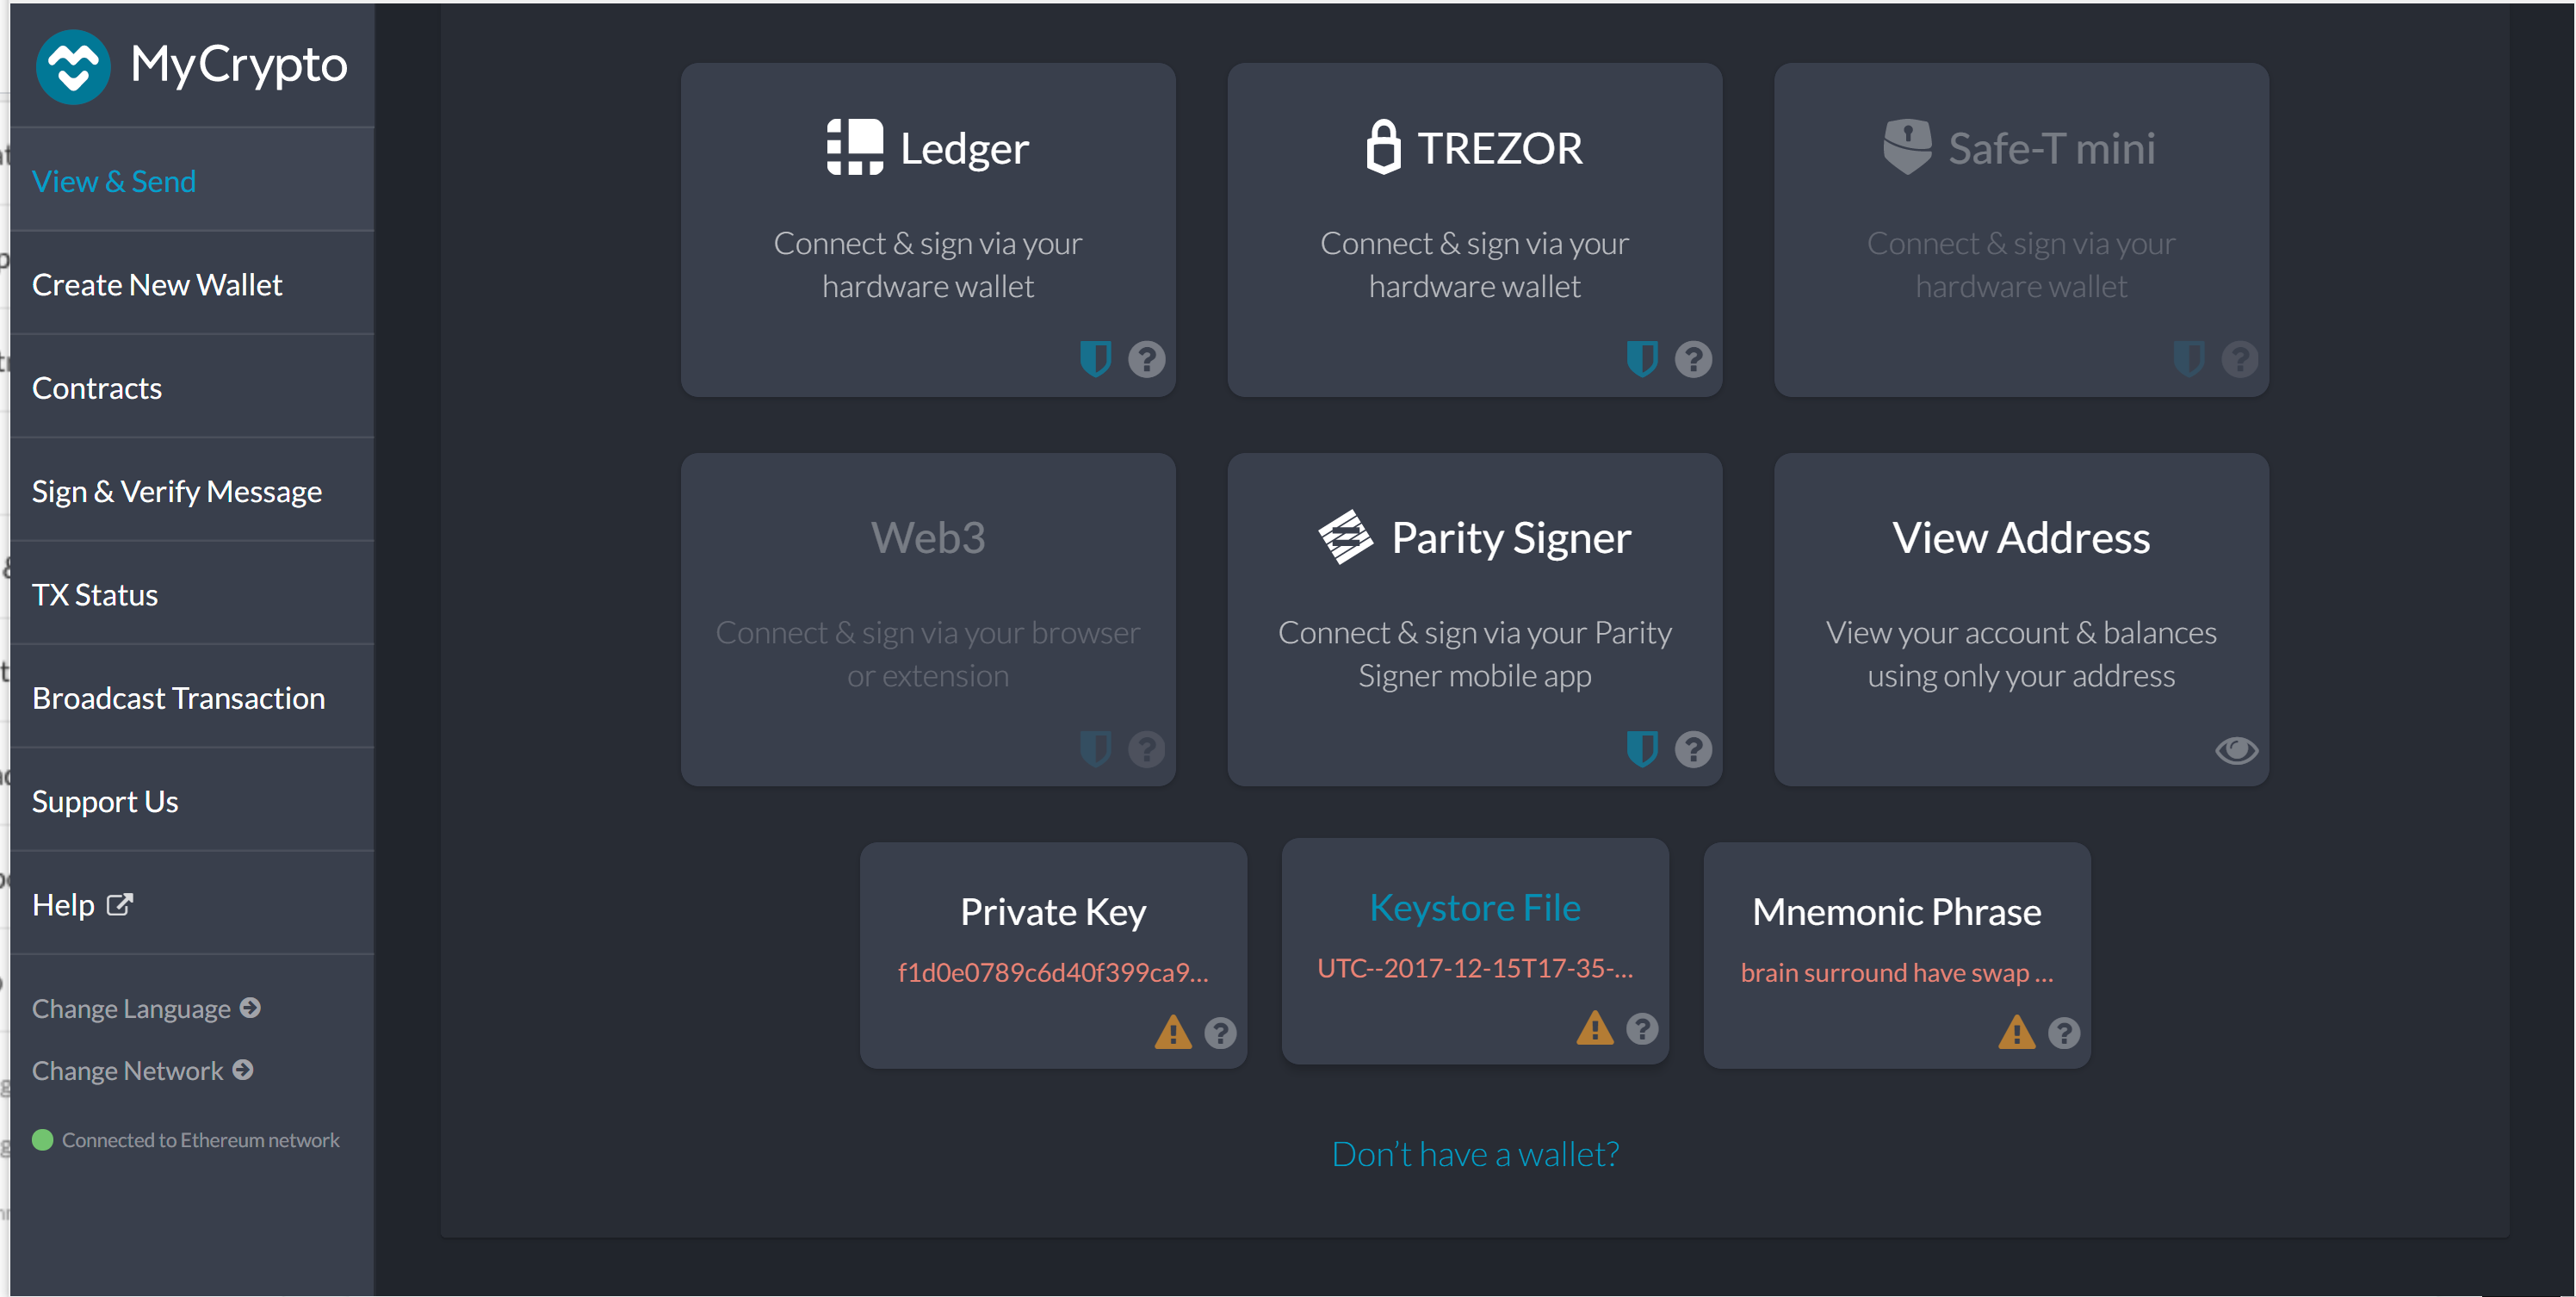 MyCrypto
View & Send
Create New Wallet
Contracts
Sign & Verify Message
TX Status
Broadcast Transaction
Support Us
Help
Change Language
Change Network
Connected to Ethereum network
Ledger
Connect & sign via your
hardware wallet
TREZOR
Connect & sign via your
hardware wallet
Safe-T mini
Connect & sign via your
hardware wallet
Web3
Connect & sign via your browser
or extension
Parity Signer
Connect & sign via your Parity
Signer mobile app
View Address
View your account & balances
using only your address
Private Key
f1d0e0789c6d40f399ca9...
Keystore File
UTC--2017-12-15T17-35-...
Mnemonic Phrase
brain surround have swap ...
Don't have a wallet?